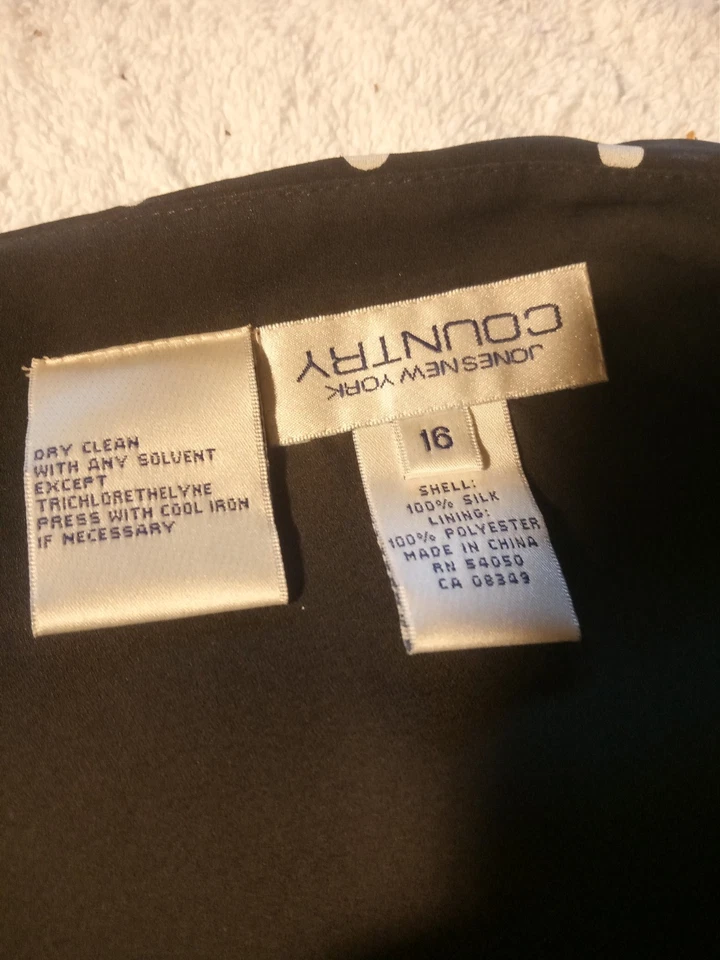 JONES NEW YORK
COUNTRY
16
SHELL:
100% SILK
LINING:
100% POLYESTER
MADE IN CHINA
RN 54050
CA 08349
DRY CLEAN
WITH ANY SOLVENT
EXCEPT
TRICHLORETHELYNE
PRESS WITH COOL IRON
IF NECESSARY